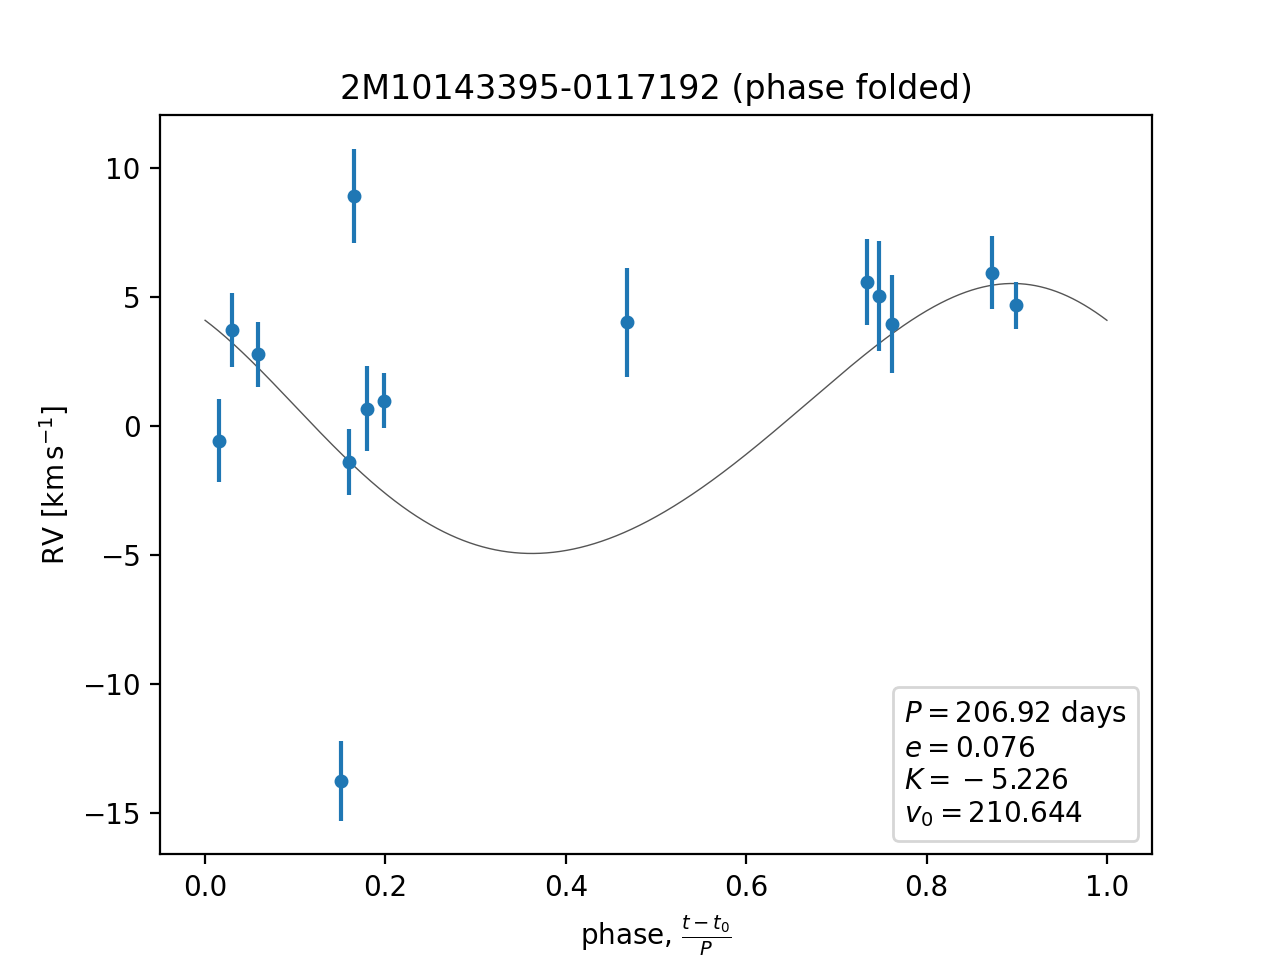 2M10143395-0117192 (phase folded)
10
5
0
−5
−10
−15
RV [km s⁻¹]
P = 206.92 days
e = 0.076
K = − 5.226
v₀ = 210.644
0.0 0.2 0.4 0.6 0.8 1.0
phase, (t − t₀)/P